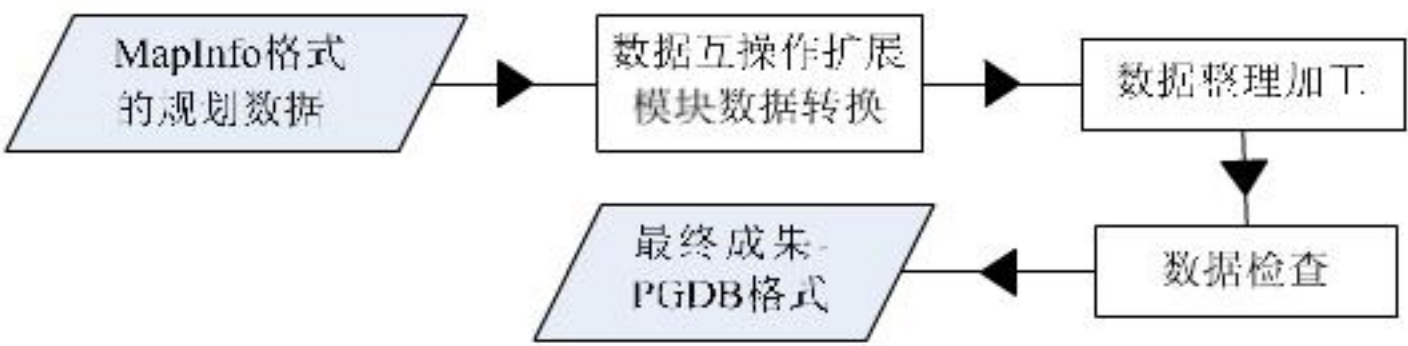 MapInfo格式
的规划数据
数据互操作扩展
模块数据转换
数据整理加工
数据检查
最终成果-
PGDB格式